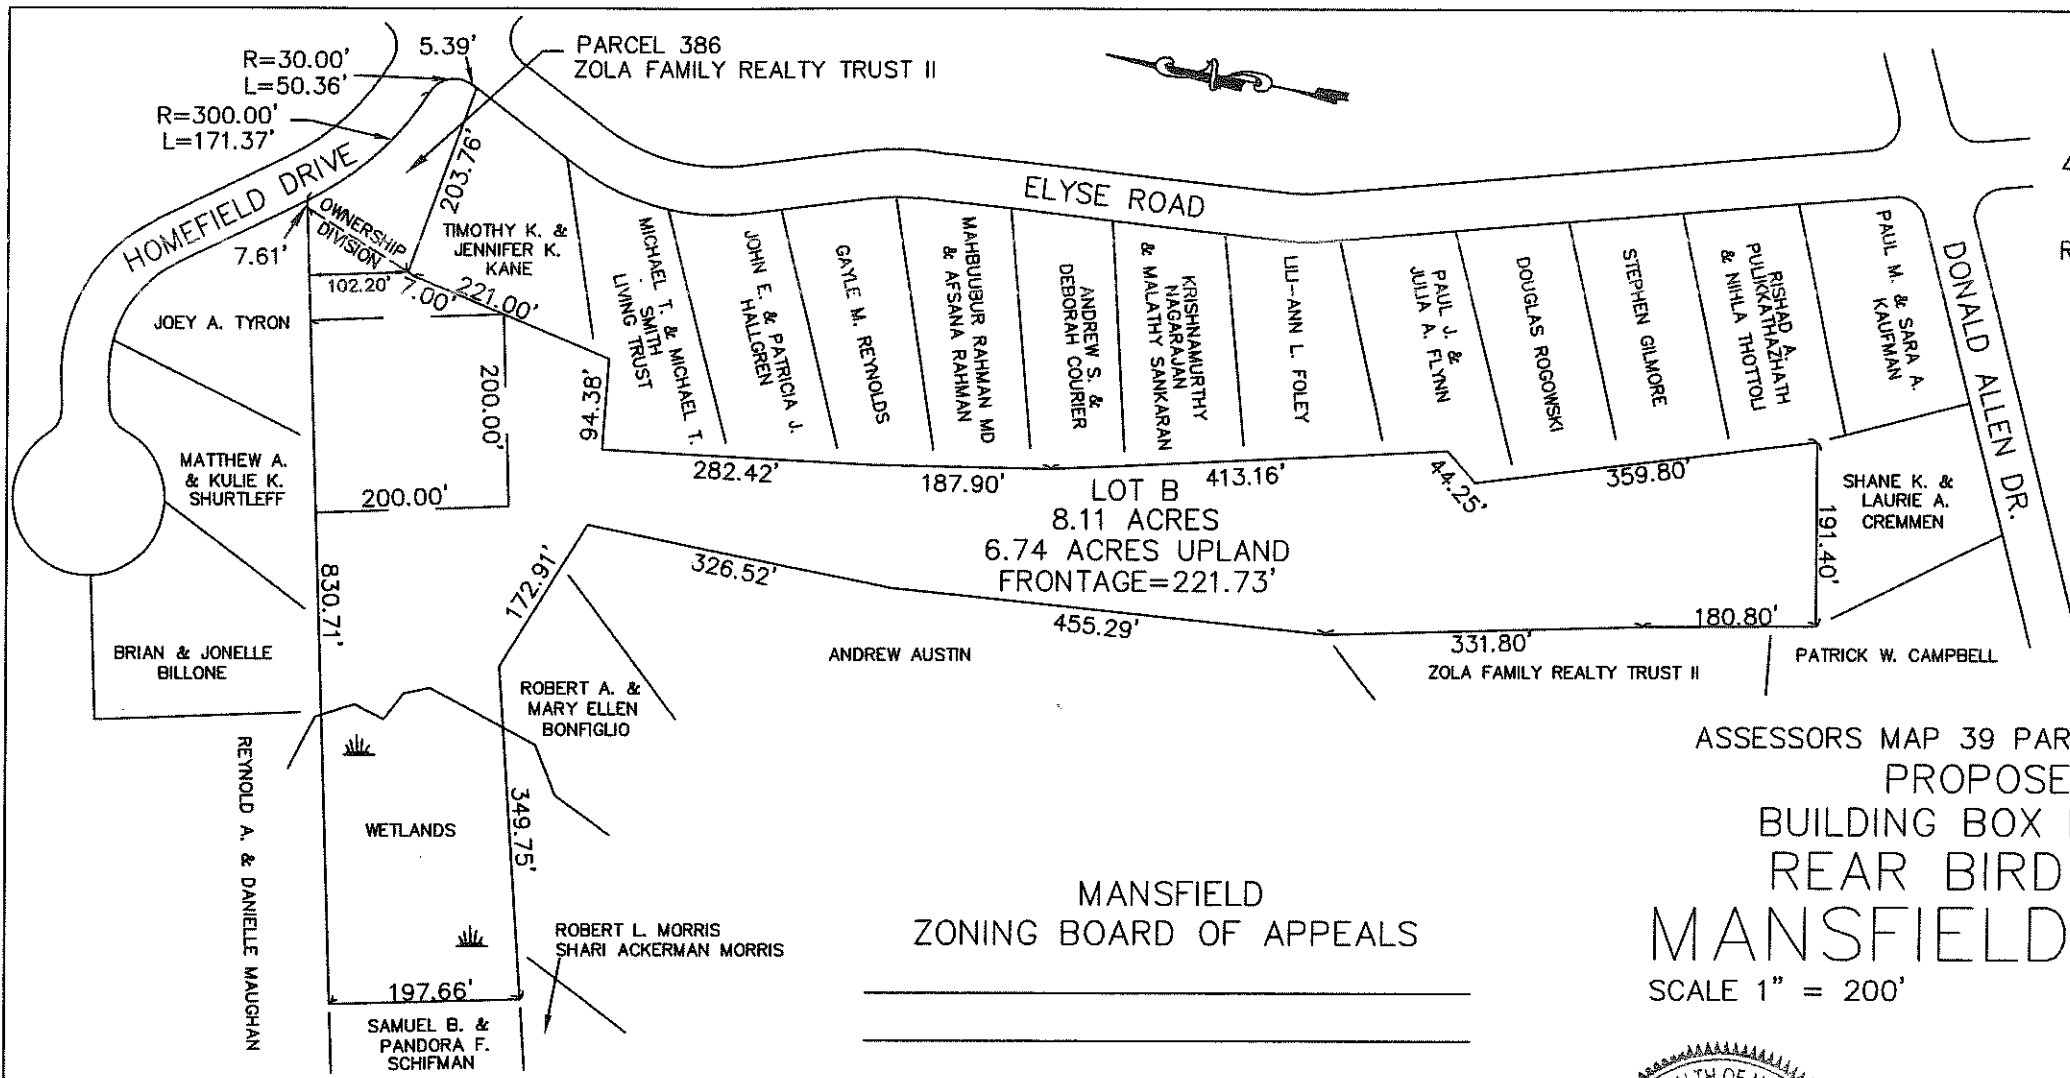 R=30.00'
L=50.36'
5.39'
PARCEL 386
ZOLA FAMILY REALTY TRUST II
R=300.00'
L=171.37'
HOMEFIELD DRIVE
203.76'
ELYSE ROAD
DONALD ALLEN DR.
7.61'
OWNERSHIP
DIVISION
102.20'
7.00'
221.00'
TIMOTHY K. &
JENNIFER K.
KANE
MICHAEL T. & MICHAEL T.
SMITH
LIVING TRUST
JOHN E. & PATRICIA J.
HALLGREN
GAYLE M. REYNOLDS
MAHBUUBUR RAHMAN MD
& AFSANA RAHMAN
ANDREW S. &
DEBORAH COURIER
KRISHNAMURTHY
NAGARAJAN
& MALATHY SANKARAN
LILI-ANN L. FOLEY
PAUL J. &
JULIA A. FLYNN
DOUGLAS ROGOWSKI
STEPHEN GILMORE
RISHAD A.
PULIKKATHAZHATH
& NIHLA THOTTOLI
PAUL M. & SARA A.
KAUFMAN
R
JOEY A. TYRON
200.00'
94.38'
MATTHEW A.
& KULIE K.
SHURTLEFF
200.00'
282.42'
187.90'
413.16'
44.25'
359.80'
191.40'
SHANE K. &
LAURIE A.
CREMMEN
LOT B
8.11 ACRES
6.74 ACRES UPLAND
FRONTAGE=221.73'
830.71'
172.91'
326.52'
455.29'
331.80'
180.80'
BRIAN & JONELLE
BILLONE
ROBERT A. &
MARY ELLEN
BONFIGLIO
ANDREW AUSTIN
ZOLA FAMILY REALTY TRUST II
PATRICK W. CAMPBELL
REYNOLD A. & DANIELLE MAUGHAN
WETLANDS
349.75'
ASSESSORS MAP 39 PAR
PROPOSE
BUILDING BOX
REAR BIRD
MANSFIELD
SCALE 1" = 200'
MANSFIELD
ZONING BOARD OF APPEALS
ROBERT L. MORRIS
SHARI ACKERMAN MORRIS
197.66'
SAMUEL B. &
PANDORA F.
SCHIFMAN